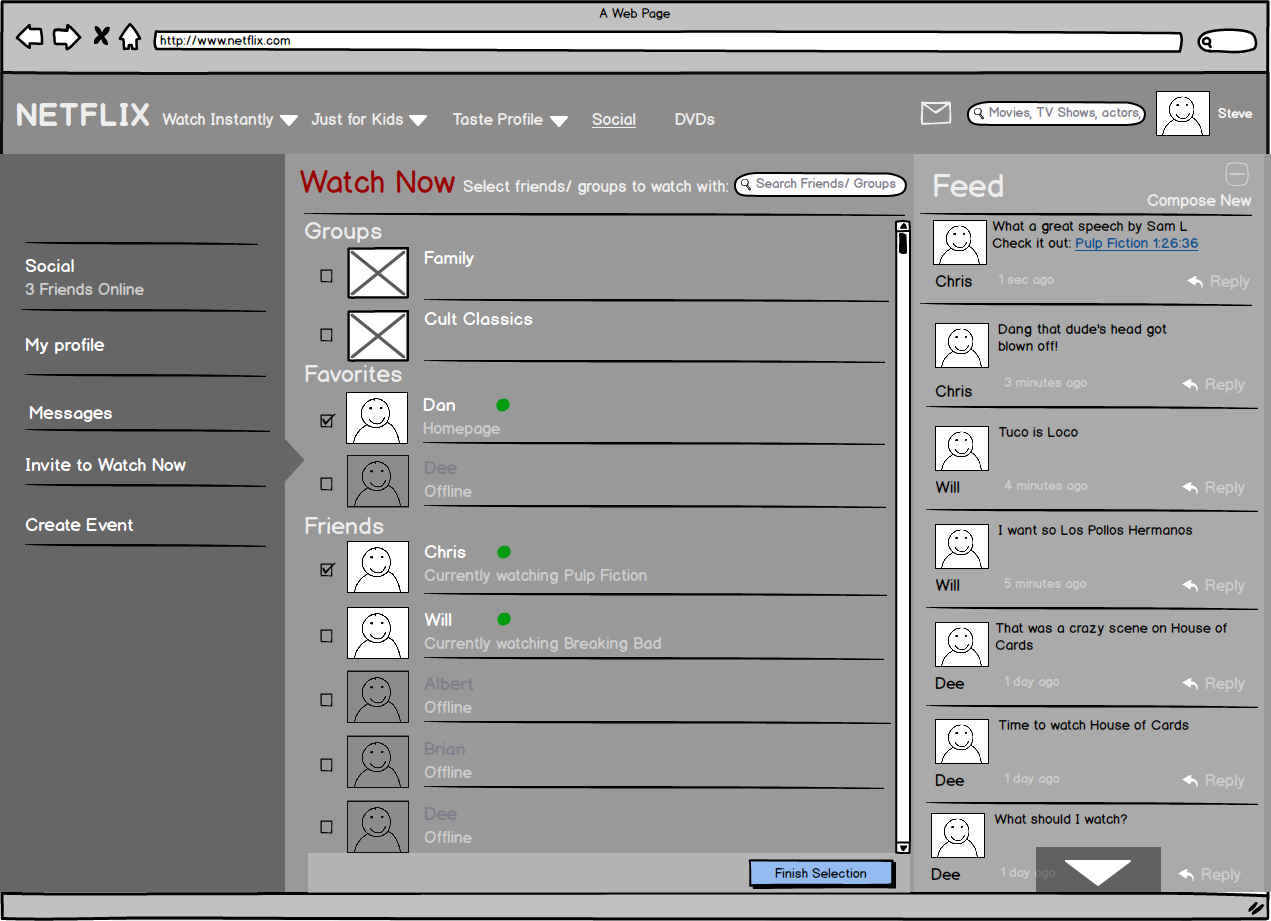 A Web Page
http://www.netflix.com
NETFLIX Watch Instantly Just for Kids Taste Profile Social DVDs Movies, TV Shows, actors, Steve
Social
3 Friends Online
My profile
Messages
Invite to Watch Now
Create Event
Watch Now Select friends/ groups to watch with: Search Friends/ Groups
Groups
Family
Cult Classics
Favorites
Dan
Homepage
Dee
Offline
Friends
Chris
Currently watching Pulp Fiction
Will
Currently watching Breaking Bad
Albert
Offline
Brian
Offline
Dee
Offline
Finish Selection
Feed
Compose New
What a great speech by Sam L
Check it out: Pulp Fiction 1:26:36
Chris 1 sec ago Reply
Dang that dude's head got
blown off!
Chris 3 minutes ago Reply
Tuco is Loco
Will 4 minutes ago Reply
I want so Los Pollos Hermanos
Will 5 minutes ago Reply
That was a crazy scene on House of
Cards
Dee 1 day ago Reply
Time to watch House of Cards
Dee 1 day ago Reply
What should I watch?
Dee 1 day ago Reply